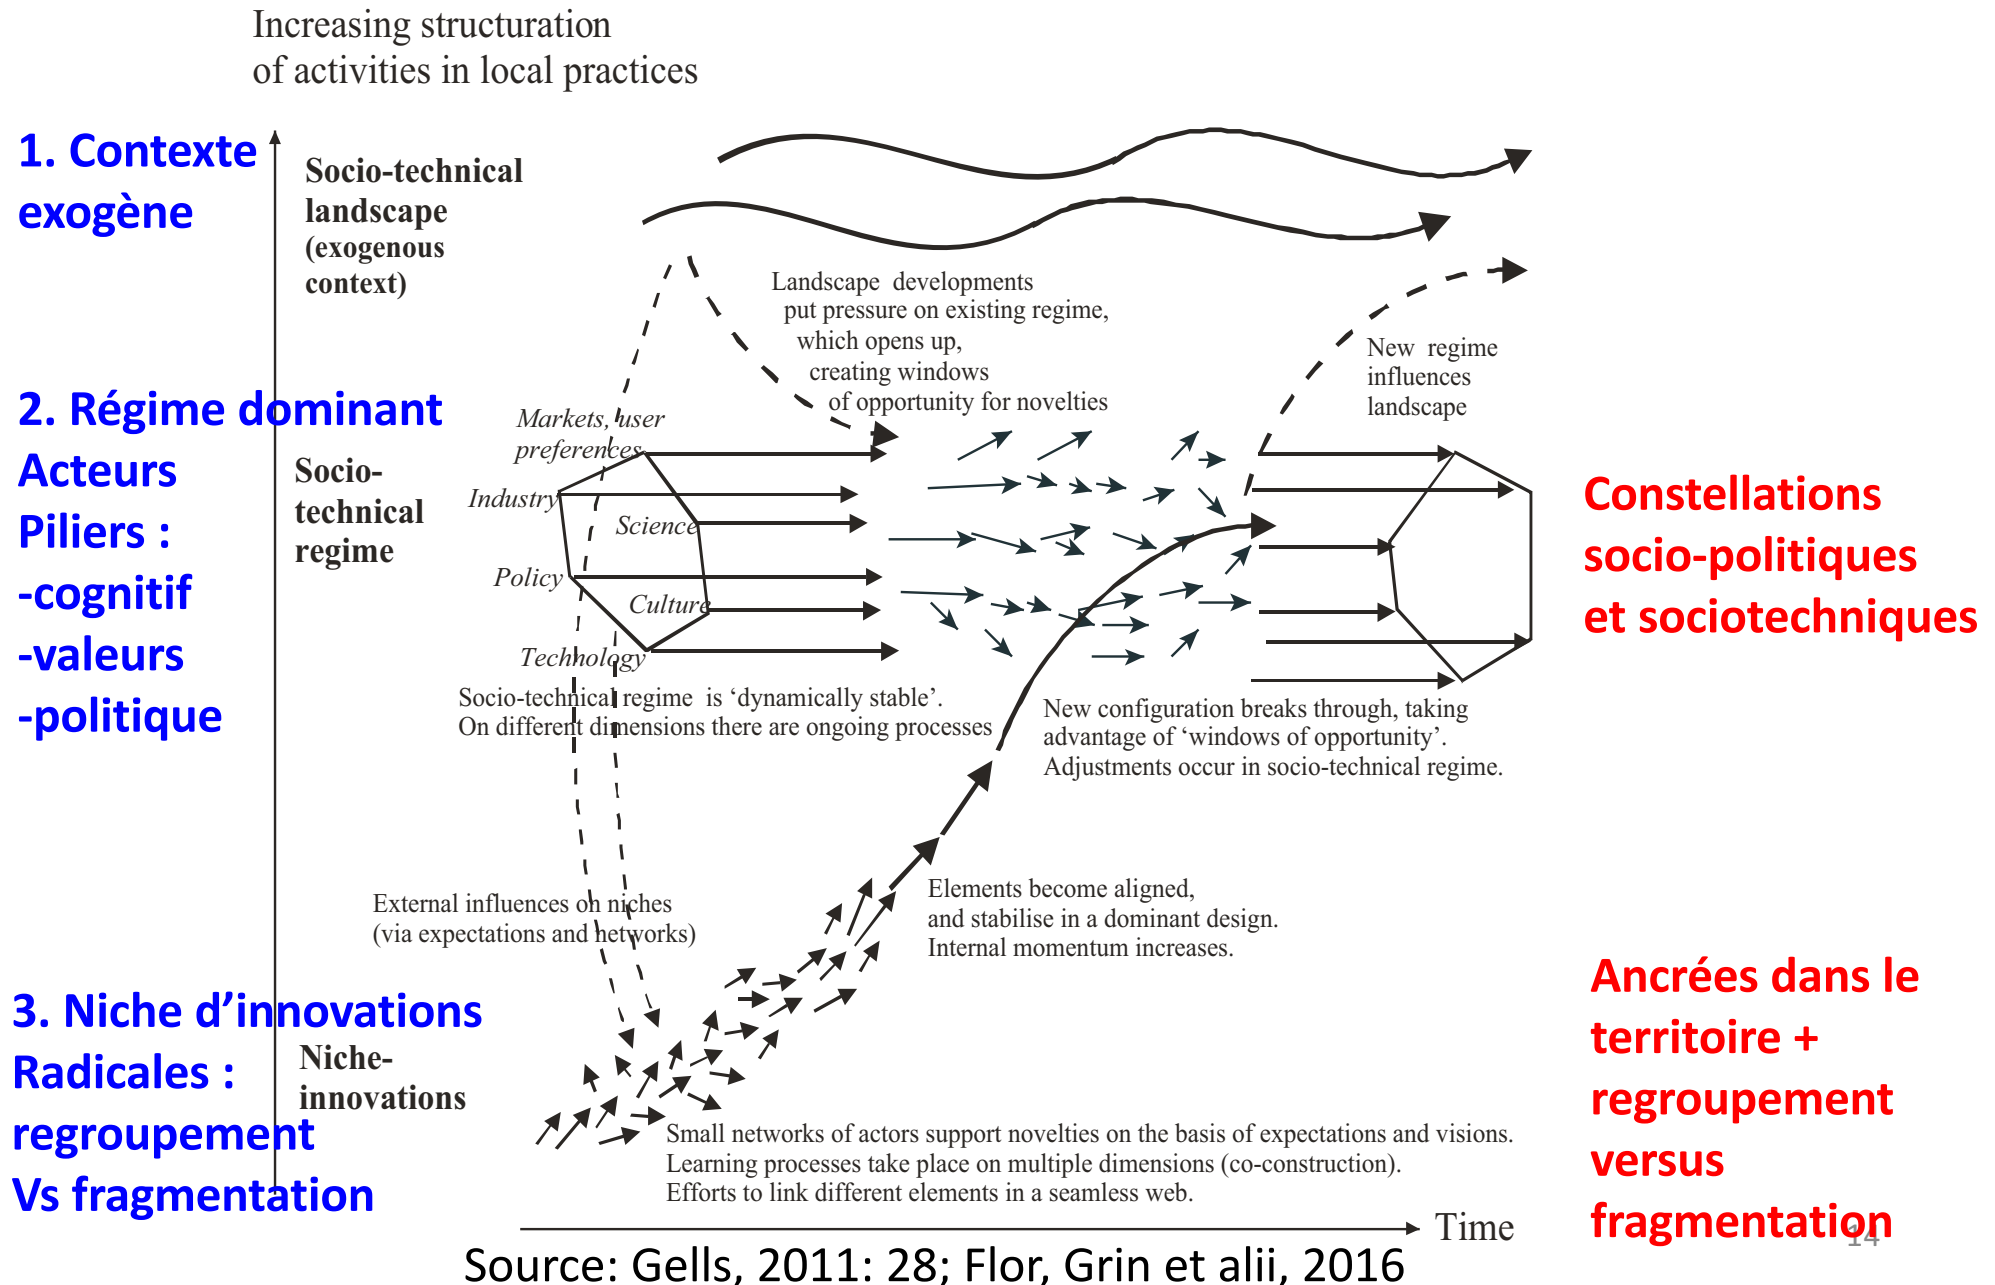 Increasing structuration
of activities in local practices
1. Contexte
exogène
Socio-technical
landscape
(exogenous
context)
Landscape developments
put pressure on existing regime,
which opens up,
creating windows
of opportunity for novelties
New regime
influences
landscape
2. Régime dominant
Acteurs
Piliers :
-cognitif
-valeurs
-politique
Socio-
technical
regime
Markets, user
preferences
Industry
Science
Policy
Culture
Technology
Constellations
socio-politiques
et sociotechniques
Socio-technical regime is ‘dynamically stable’.
On different dimensions there are ongoing processes
New configuration breaks through, taking
advantage of ‘windows of opportunity’.
Adjustments occur in socio-technical regime.
External influences on niches
(via expectations and networks)
Elements become aligned,
and stabilise in a dominant design.
Internal momentum increases.
3. Niche d’innovations
Radicales :
regroupement
Vs fragmentation
Niche-
innovations
Ancrées dans le
territoire +
regroupement
versus
fragmentation
Small networks of actors support novelties on the basis of expectations and visions.
Learning processes take place on multiple dimensions (co-construction).
Efforts to link different elements in a seamless web.
Time
14
Source: Gells, 2011: 28; Flor, Grin et alii, 2016